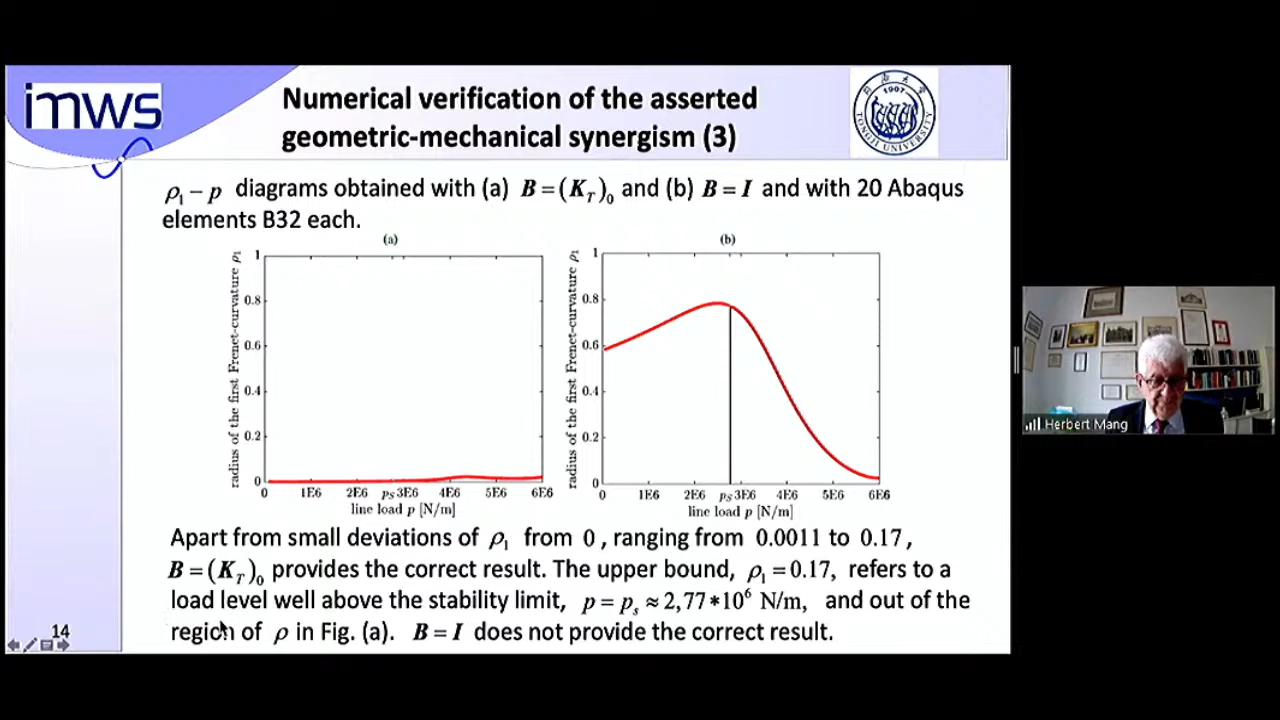 imws
Numerical verification of the asserted
geometric-mechanical synergism (3)
1907
TONGJI UNIVERSITY
ρ₁ – p diagrams obtained with (a) B = (K_T)₀ and (b) B = I and with 20 Abaqus
elements B32 each.
(a)
radius of the first Frenet-curvature ρ₁
1
0.8
0.6
0.4
0.2
0
0 1E6 2E6 p_S 3E6 4E6 5E6 6E6
line load p [N/m]
(b)
radius of the first Frenet-curvature ρ₁
1
0.8
0.6
0.4
0.2
0
0 1E6 2E6 p_S 3E6 4E6 5E6 6E6
line load p [N/m]
Apart from small deviations of ρ₁ from 0 , ranging from 0.0011 to 0.17 ,
B = (K_T)₀ provides the correct result. The upper bound, ρ₁ = 0.17, refers to a
load level well above the stability limit, p = p_s ≈ 2,77*10⁶ N/m, and out of the
region of ρ in Fig. (a). B = I does not provide the correct result.
14
Herbert Mang